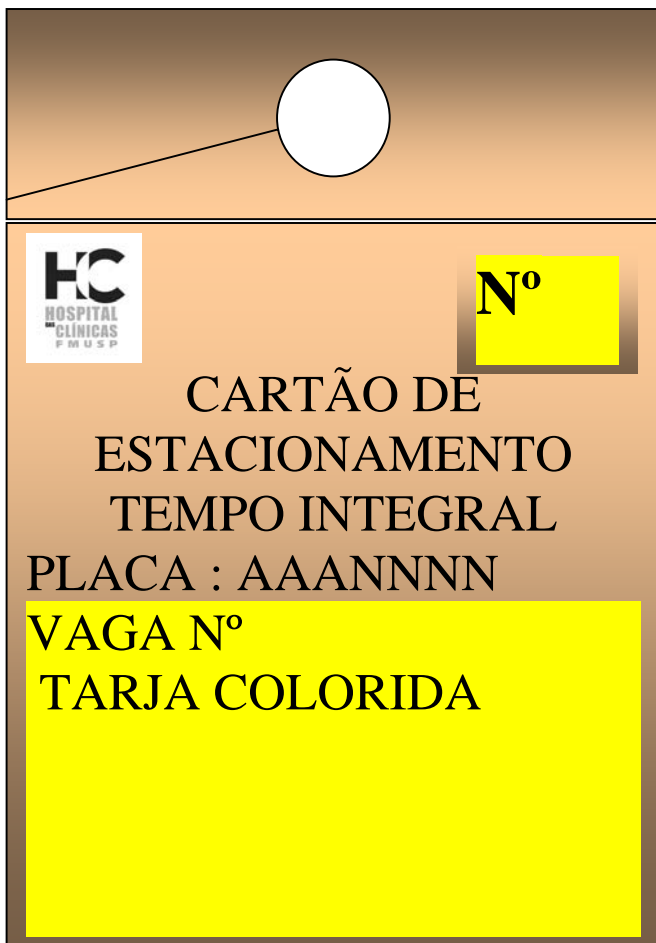 HC
HOSPITAL
DAS CLÍNICAS
FMUSP
Nº
CARTÃO DE
ESTACIONAMENTO
TEMPO INTEGRAL
PLACA : AAANNNN
VAGA Nº
TARJA COLORIDA